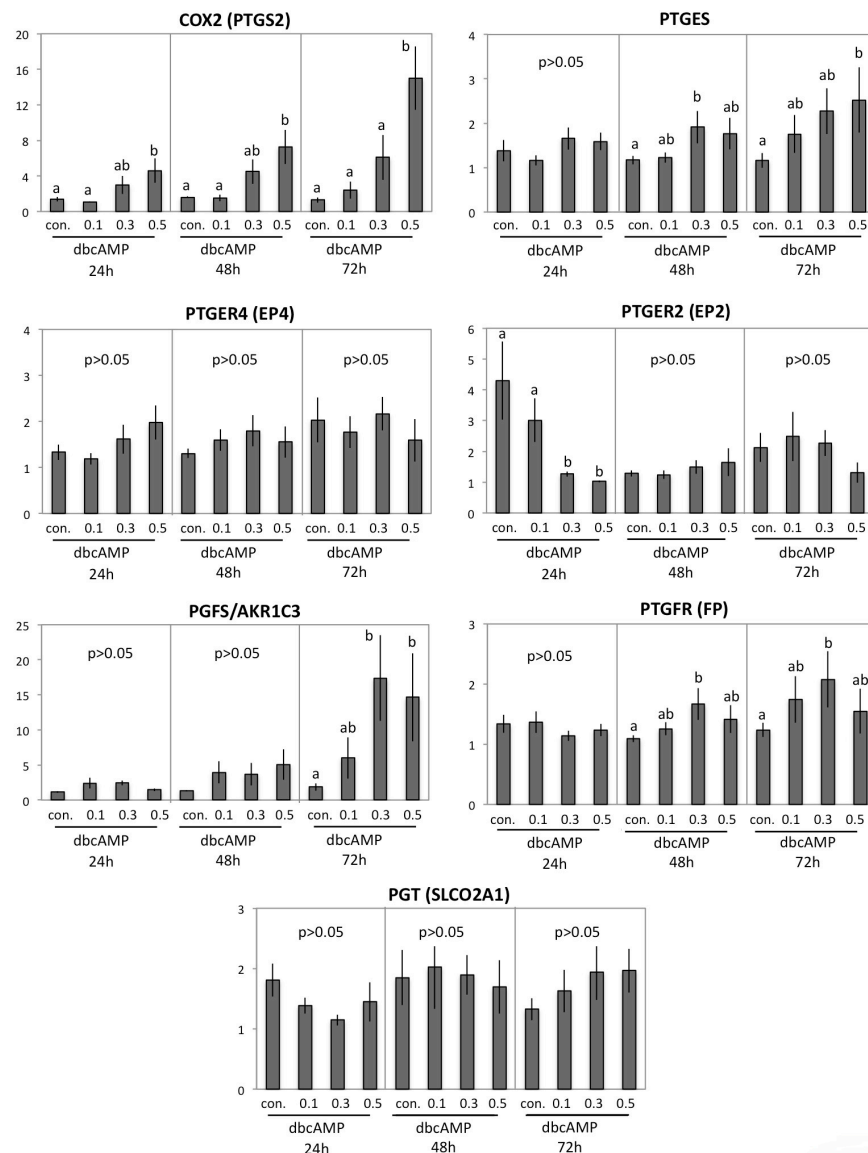 COX2 (PTGS2)
20
16
12
8
4
0
a a ab b
a a ab b
a a a b
con. 0.1 0.3 0.5 con. 0.1 0.3 0.5 con. 0.1 0.3 0.5
dbcAMP dbcAMP dbcAMP
24h 48h 72h
PTGES
4
3
2
1
0
p>0.05
a ab b ab
a ab ab b
con. 0.1 0.3 0.5 con. 0.1 0.3 0.5 con. 0.1 0.3 0.5
dbcAMP dbcAMP dbcAMP
24h 48h 72h
PTGER4 (EP4)
4
3
2
1
0
p>0.05 p>0.05 p>0.05
con. 0.1 0.3 0.5 con. 0.1 0.3 0.5 con. 0.1 0.3 0.5
dbcAMP dbcAMP dbcAMP
24h 48h 72h
PTGER2 (EP2)
6
5
4
3
2
1
0
a a b b
p>0.05 p>0.05
con. 0.1 0.3 0.5 con. 0.1 0.3 0.5 con. 0.1 0.3 0.5
dbcAMP dbcAMP dbcAMP
24h 48h 72h
PGFS/AKR1C3
25
20
15
10
5
0
p>0.05 p>0.05
a ab b b
con. 0.1 0.3 0.5 con. 0.1 0.3 0.5 con. 0.1 0.3 0.5
dbcAMP dbcAMP dbcAMP
24h 48h 72h
PTGFR (FP)
3
2
1
0
p>0.05
a ab b ab
a ab b ab
con. 0.1 0.3 0.5 con. 0.1 0.3 0.5 con. 0.1 0.3 0.5
dbcAMP dbcAMP dbcAMP
24h 48h 72h
PGT (SLCO2A1)
3
2
1
0
p>0.05 p>0.05 p>0.05
con. 0.1 0.3 0.5 con. 0.1 0.3 0.5 con. 0.1 0.3 0.5
dbcAMP dbcAMP dbcAMP
24h 48h 72h